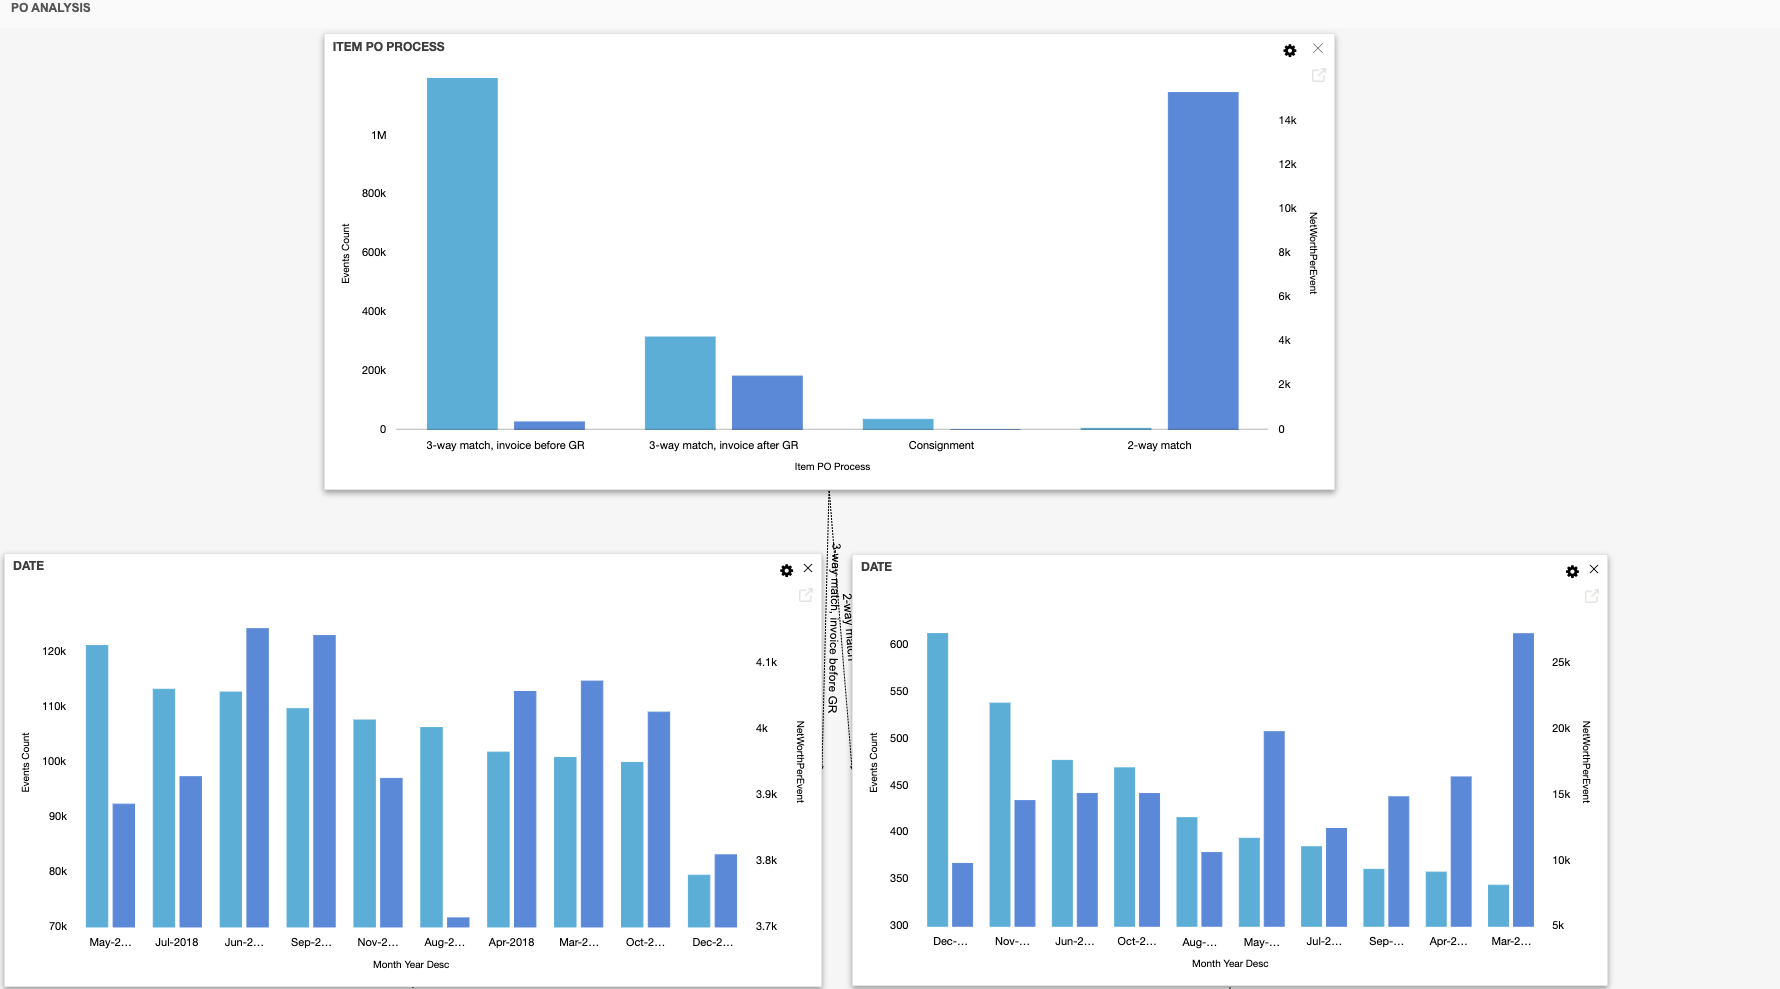 PO ANALYSIS
ITEM PO PROCESS
Events Count
1M
800k
600k
400k
200k
0
14k
12k
10k
8k
6k
4k
2k
0
NetWorthPerEvent
3-way match, invoice before GR
3-way match, invoice after GR
Consignment
2-way match
Item PO Process
3-way match, invoice before GR
2-way match
DATE
Events Count
120k
110k
100k
90k
80k
70k
4.1k
4k
3.9k
3.8k
3.7k
NetWorthPerEvent
May-2...
Jul-2018
Jun-2...
Sep-2...
Nov-2...
Aug-2...
Apr-2018
Mar-2...
Oct-2...
Dec-2...
Month Year Desc
DATE
Events Count
600
550
500
450
400
350
300
25k
20k
15k
10k
5k
NetWorthPerEvent
Dec-...
Nov-...
Jun-2...
Oct-2...
Aug-...
May-...
Jul-2...
Sep-...
Apr-2...
Mar-2...
Month Year Desc